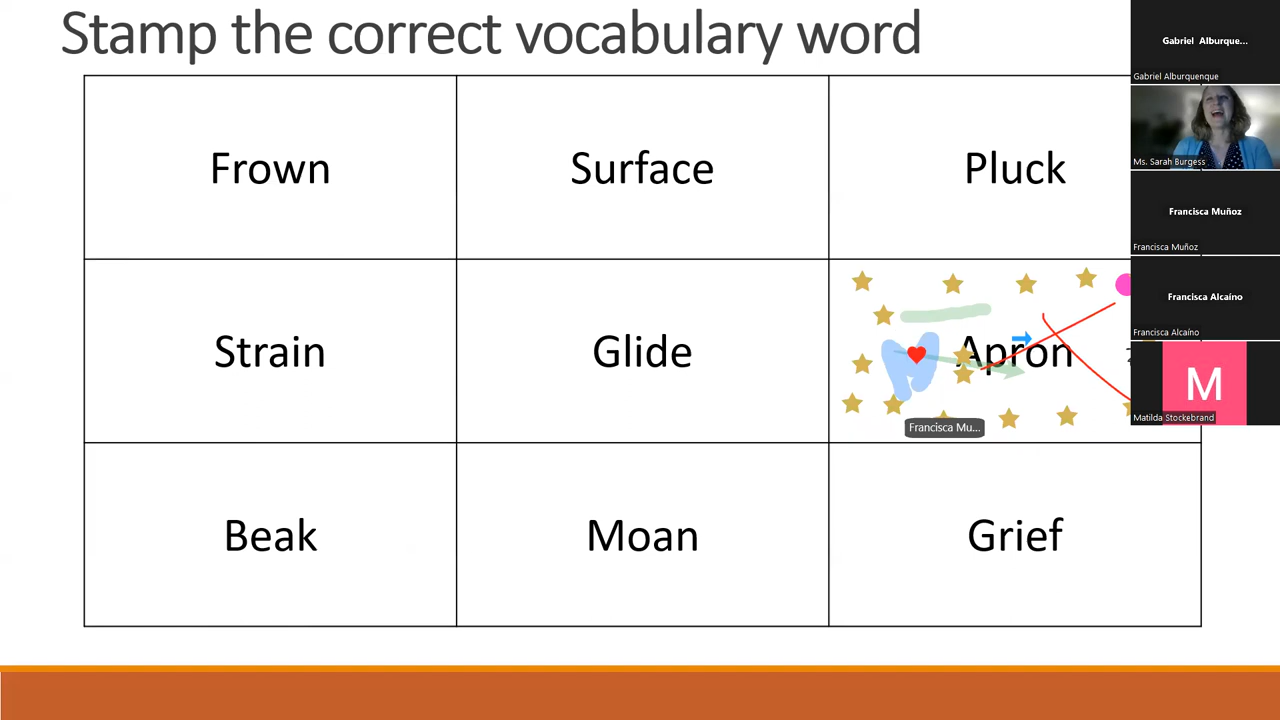 Stamp the correct vocabulary word
Frown
Surface
Pluck
Strain
Glide
Apron
Francisca Mu...
Beak
Moan
Grief
Gabriel Alburque...
Gabriel Alburquenque
Ms. Sarah Burgess
Francisca Muñoz
Francisca Muñoz
Francisca Alcaíno
Francisca Alcaíno
M
Matilda Stockebrand